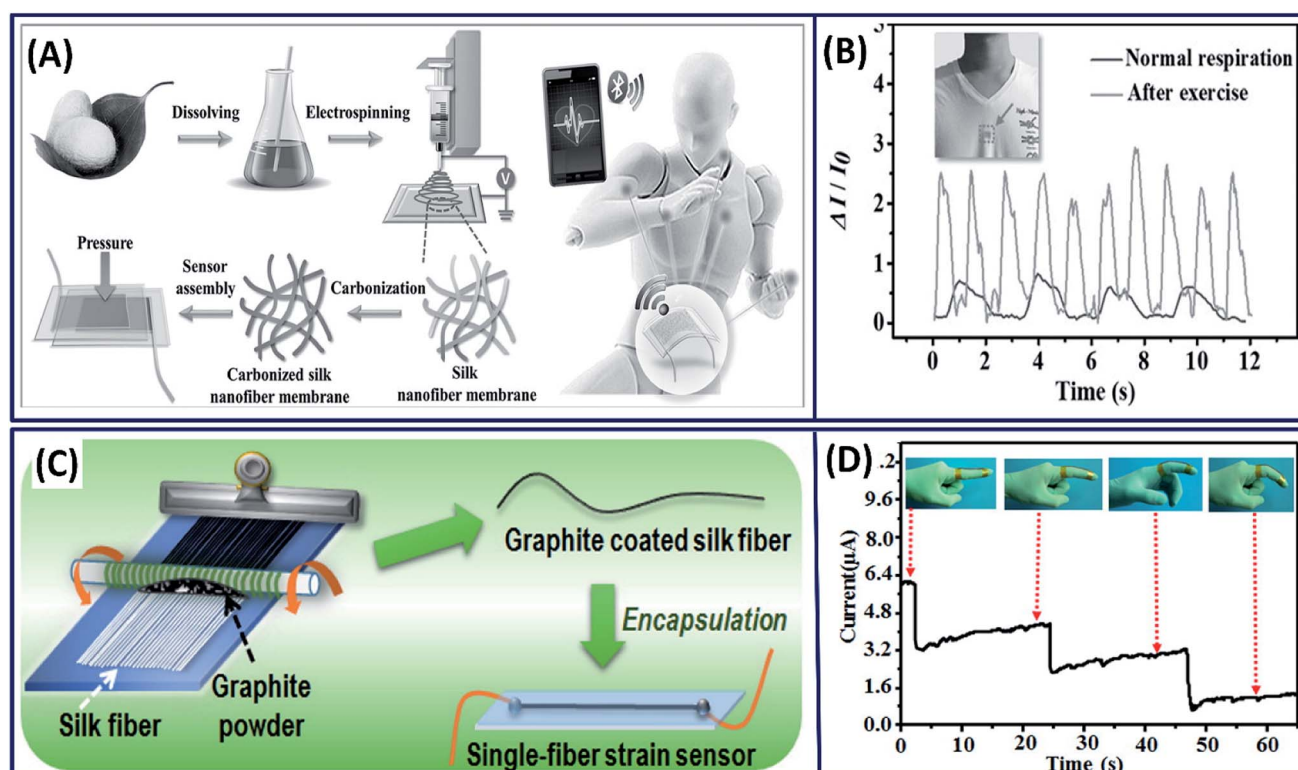 (A)
Dissolving
Electrospinning
V
Pressure
Sensor
assembly
Carbonization
Carbonized silk
nanofiber membrane
Silk
nanofiber membrane
(B)
Normal respiration
After exercise
3
5
4
3
2
1
0
ΔI / I0
0 2 4 6 8 10 12
Time (s)
(C)
Graphite coated silk fiber
Encapsulation
Graphite
powder
Silk fiber
Single-fiber strain sensor
(D)
.2
9.6
8.0
6.4
4.8
3.2
1.6
0.0
Current(μA)
0 10 20 30 40 50 60
Time (s)